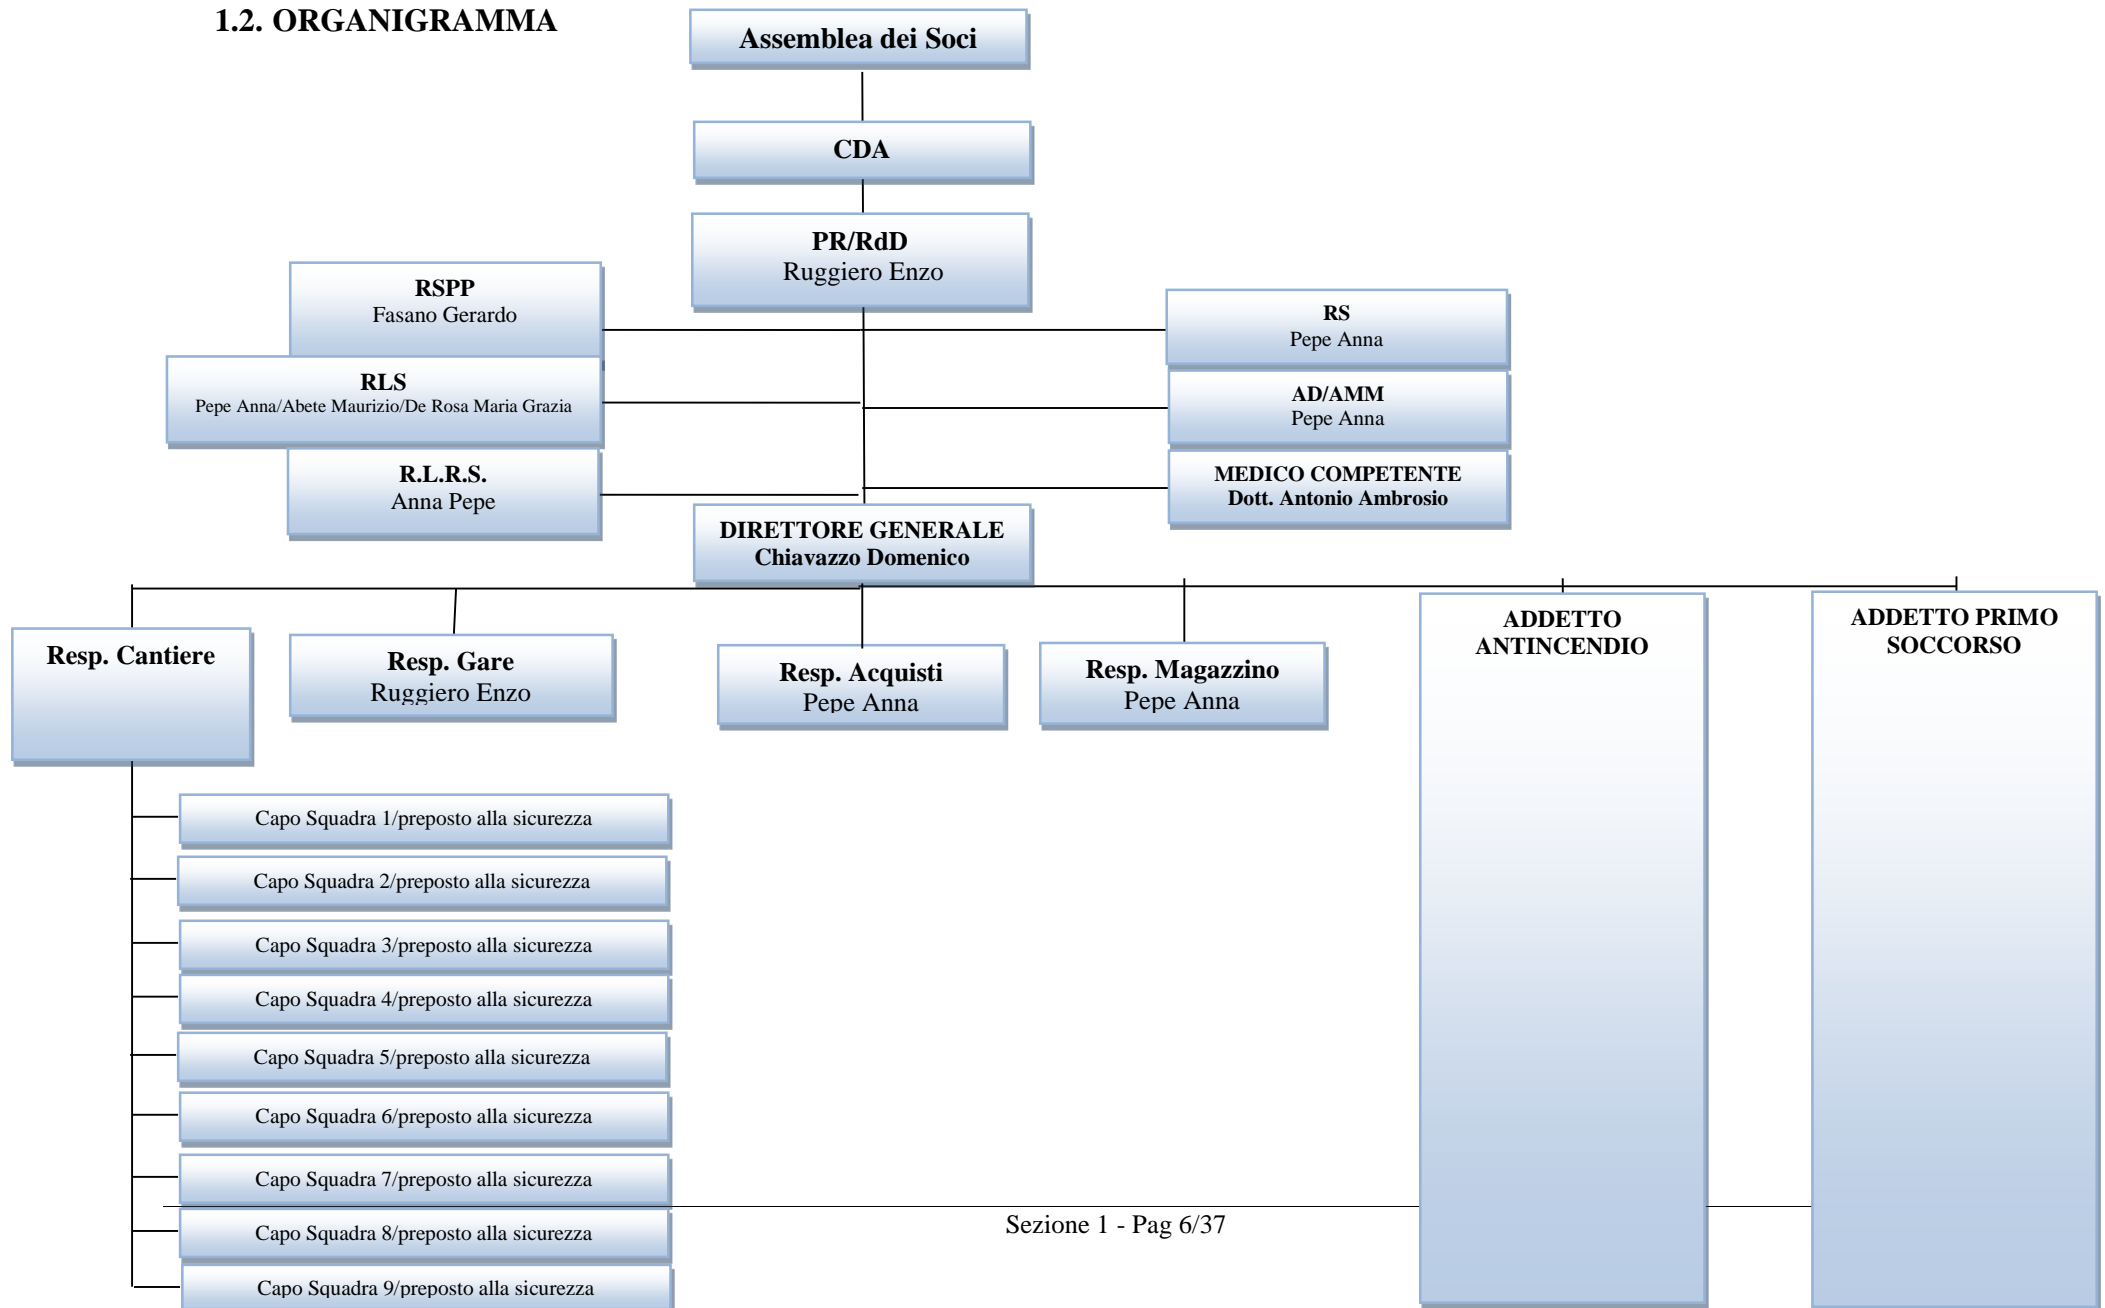 1.2. ORGANIGRAMMA
Assemblea dei Soci
CDA
PR/RdD
Ruggiero Enzo
RSPP
Fasano Gerardo
RS
Pepe Anna
RLS
Pepe Anna/Abete Maurizio/De Rosa Maria Grazia
AD/AMM
Pepe Anna
R.L.R.S.
Anna Pepe
MEDICO COMPETENTE
Dott. Antonio Ambrosio
DIRETTORE GENERALE
Chiavazzo Domenico
Resp. Cantiere
Resp. Gare
Ruggiero Enzo
Resp. Acquisti
Pepe Anna
Resp. Magazzino
Pepe Anna
ADDETTO
ANTINCENDIO
ADDETTO PRIMO
SOCCORSO
Capo Squadra 1/preposto alla sicurezza
Capo Squadra 2/preposto alla sicurezza
Capo Squadra 3/preposto alla sicurezza
Capo Squadra 4/preposto alla sicurezza
Capo Squadra 5/preposto alla sicurezza
Capo Squadra 6/preposto alla sicurezza
Capo Squadra 7/preposto alla sicurezza
Capo Squadra 8/preposto alla sicurezza
Capo Squadra 9/preposto alla sicurezza
Sezione 1 - Pag 6/37